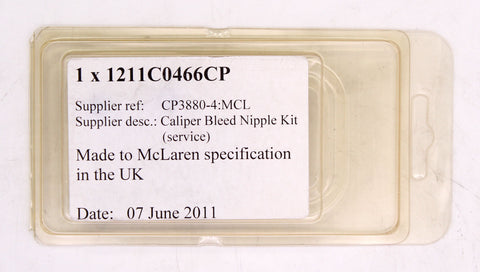 1 x 1211C0466CP
Supplier ref: CP3880-4:MCL
Supplier desc.: Caliper Bleed Nipple Kit
(service)
Made to McLaren specification
in the UK
Date: 07 June 2011